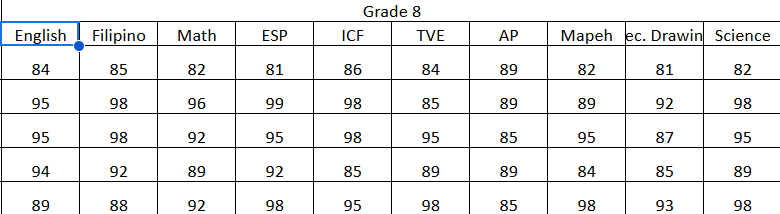 Grade 8
English Filipino Math ESP ICF TVE AP Mapeh ec. Drawin Science
84 85 82 81 86 84 89 82 81 82
95 98 96 99 98 85 89 89 92 98
95 98 92 95 98 95 85 95 87 95
94 92 89 92 85 89 89 84 85 89
89 88 92 98 95 98 85 98 93 98